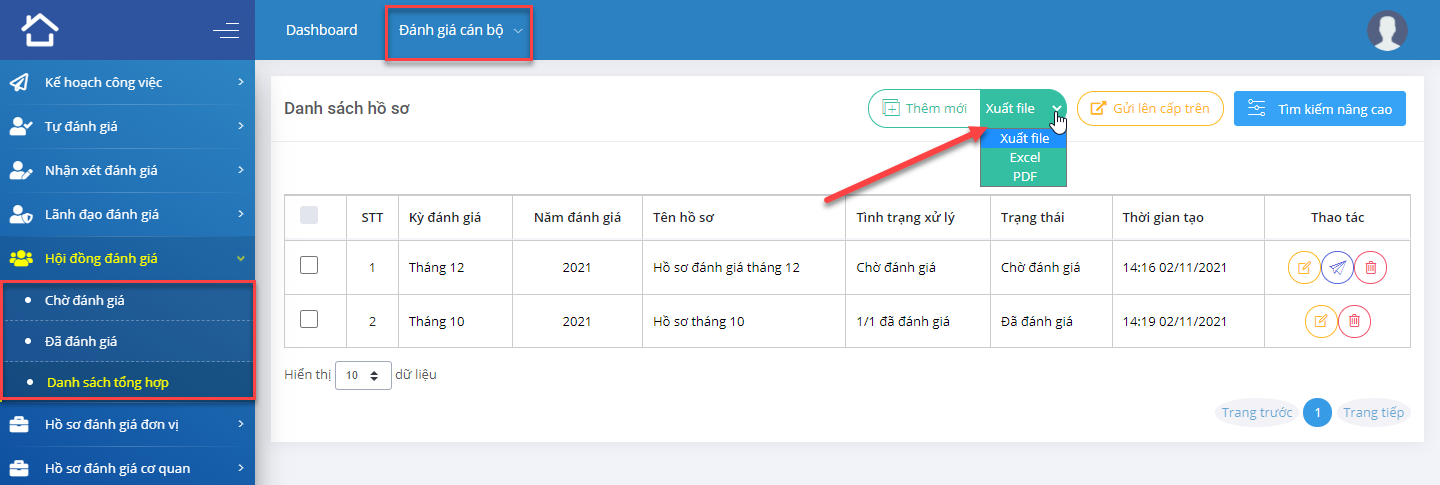 Dashboard
Đánh giá cán bộ
Kế hoạch công việc
Tự đánh giá
Nhận xét đánh giá
Lãnh đạo đánh giá
Hội đồng đánh giá
Chờ đánh giá
Đã đánh giá
Danh sách tổng hợp
Hồ sơ đánh giá đơn vị
Hồ sơ đánh giá cơ quan
Danh sách hồ sơ
Thêm mới
Xuất file
Gửi lên cấp trên
Tìm kiếm nâng cao
Xuất file
Excel
PDF
STT Kỳ đánh giá Năm đánh giá Tên hồ sơ Tình trạng xử lý Trạng thái Thời gian tạo Thao tác
1 Tháng 12 2021 Hồ sơ đánh giá tháng 12 Chờ đánh giá Chờ đánh giá 14:16 02/11/2021
2 Tháng 10 2021 Hồ sơ tháng 10 1/1 đã đánh giá Đã đánh giá 14:19 02/11/2021
Hiển thị 10 dữ liệu
Trang trước 1 Trang tiếp